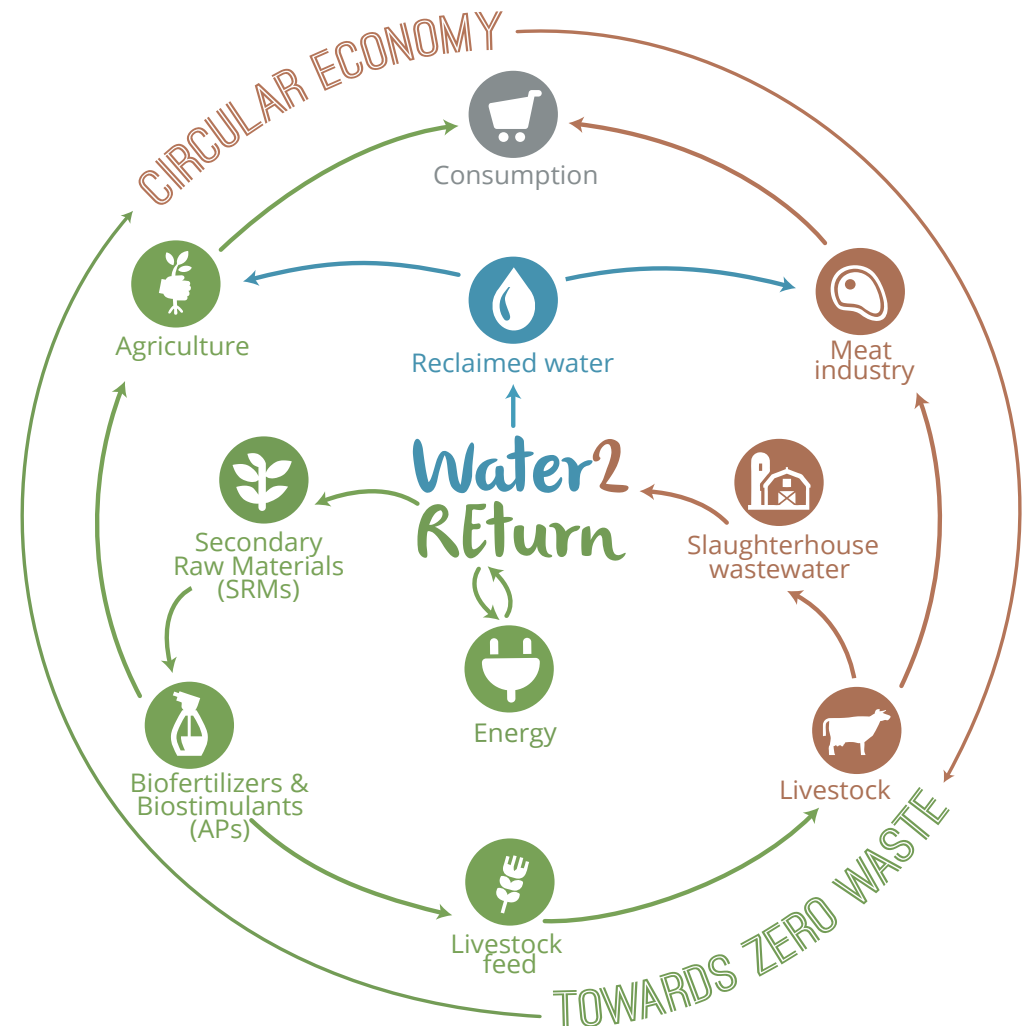 CIRCULAR ECONOMY
Consumption
Agriculture
Reclaimed water
Meat
industry
Water2
REturn
Secondary
Raw Materials
(SRMs)
Slaughterhouse
wastewater
Energy
Biofertilizers &
Biostimulants
(APs)
Livestock
Livestock
feed
TOWARDS ZERO WASTE